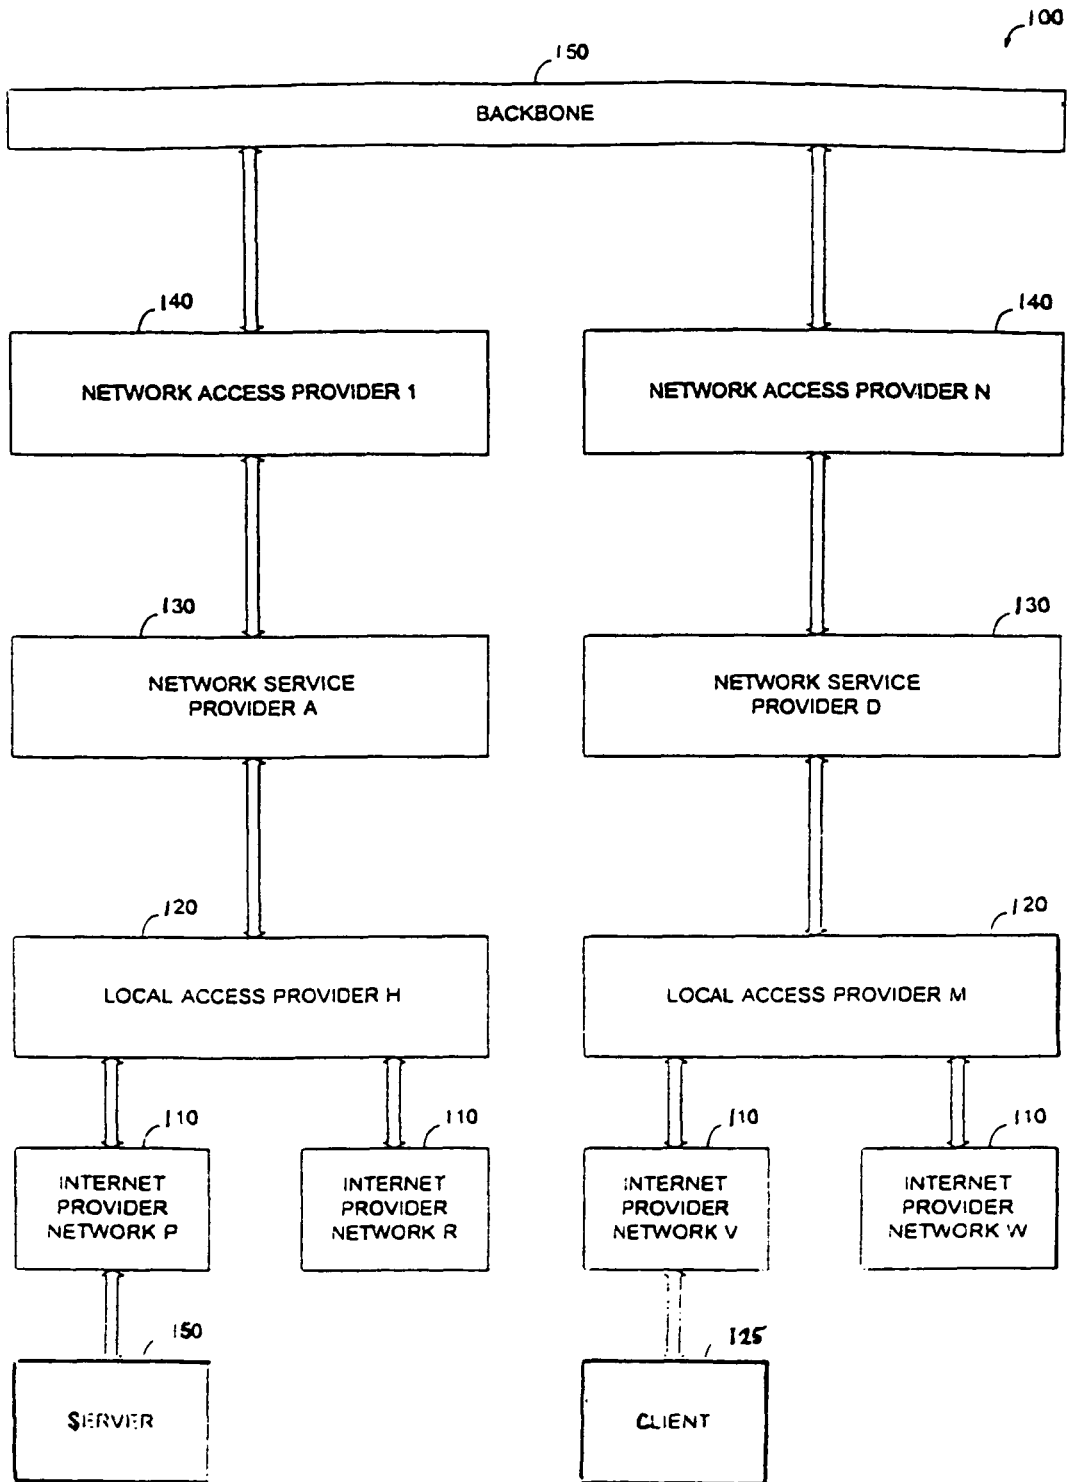 100
150
BACKBONE
140
140
NETWORK ACCESS PROVIDER 1
NETWORK ACCESS PROVIDER N
130
130
NETWORK SERVICE
PROVIDER A
NETWORK SERVICE
PROVIDER D
120
120
LOCAL ACCESS PROVIDER H
LOCAL ACCESS PROVIDER M
110
110
110
110
INTERNET
PROVIDER
NETWORK P
INTERNET
PROVIDER
NETWORK R
INTERNET
PROVIDER
NETWORK V
INTERNET
PROVIDER
NETWORK W
150
125
SERVER
CLIENT